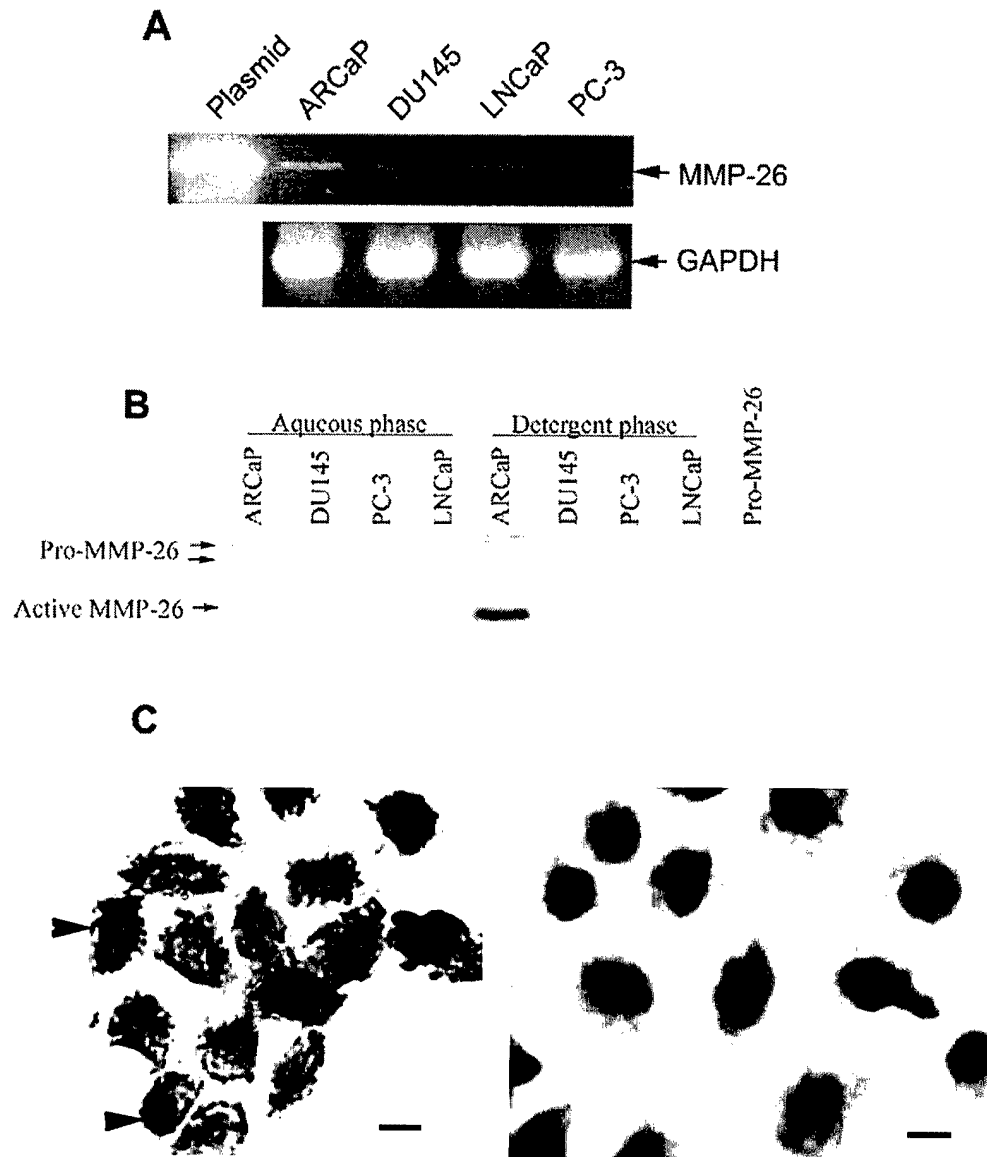 A
Plasmid
ARCaP
DU145
LNCaP
PC-3
MMP-26
GAPDH
B
Aqueous phase
Detergent phase
ARCaP
DU145
PC-3
LNCaP
ARCaP
DU145
PC-3
LNCaP
Pro-MMP-26
Pro-MMP-26
Active MMP-26
C